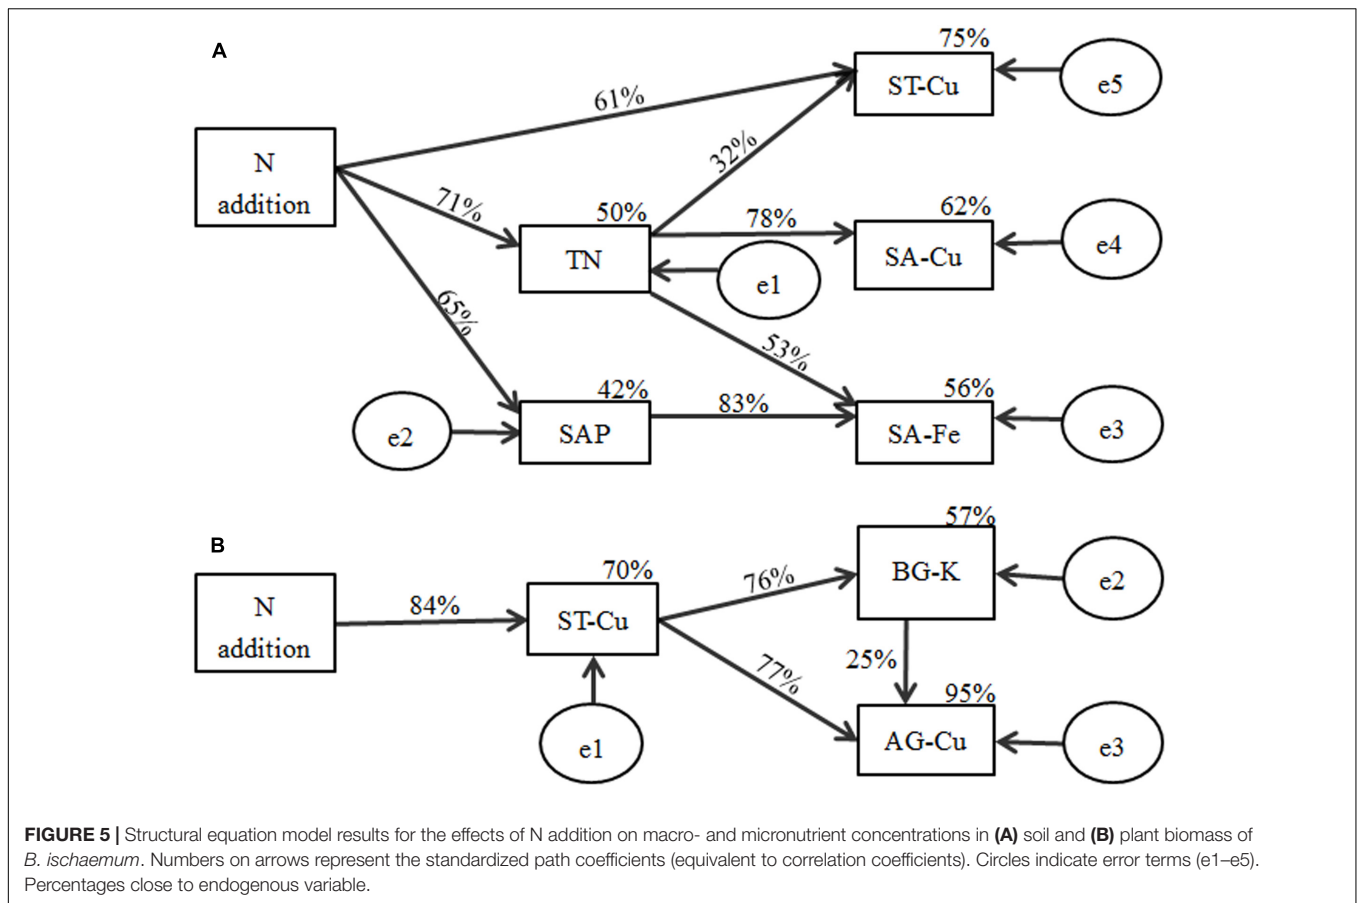 A
75%
ST-Cu
e5
61%
N
addition
32%
71%
50%
TN
78%
62%
SA-Cu
e4
e1
65%
53%
42%
SAP
e2
83%
56%
SA-Fe
e3
B
57%
BG-K
e2
N
addition
84%
70%
ST-Cu
76%
25%
77%
95%
AG-Cu
e3
e1
FIGURE 5 | Structural equation model results for the effects of N addition on macro- and micronutrient concentrations in (A) soil and (B) plant biomass of
B. ischaemum. Numbers on arrows represent the standardized path coefficients (equivalent to correlation coefficients). Circles indicate error terms (e1–e5).
Percentages close to endogenous variable.